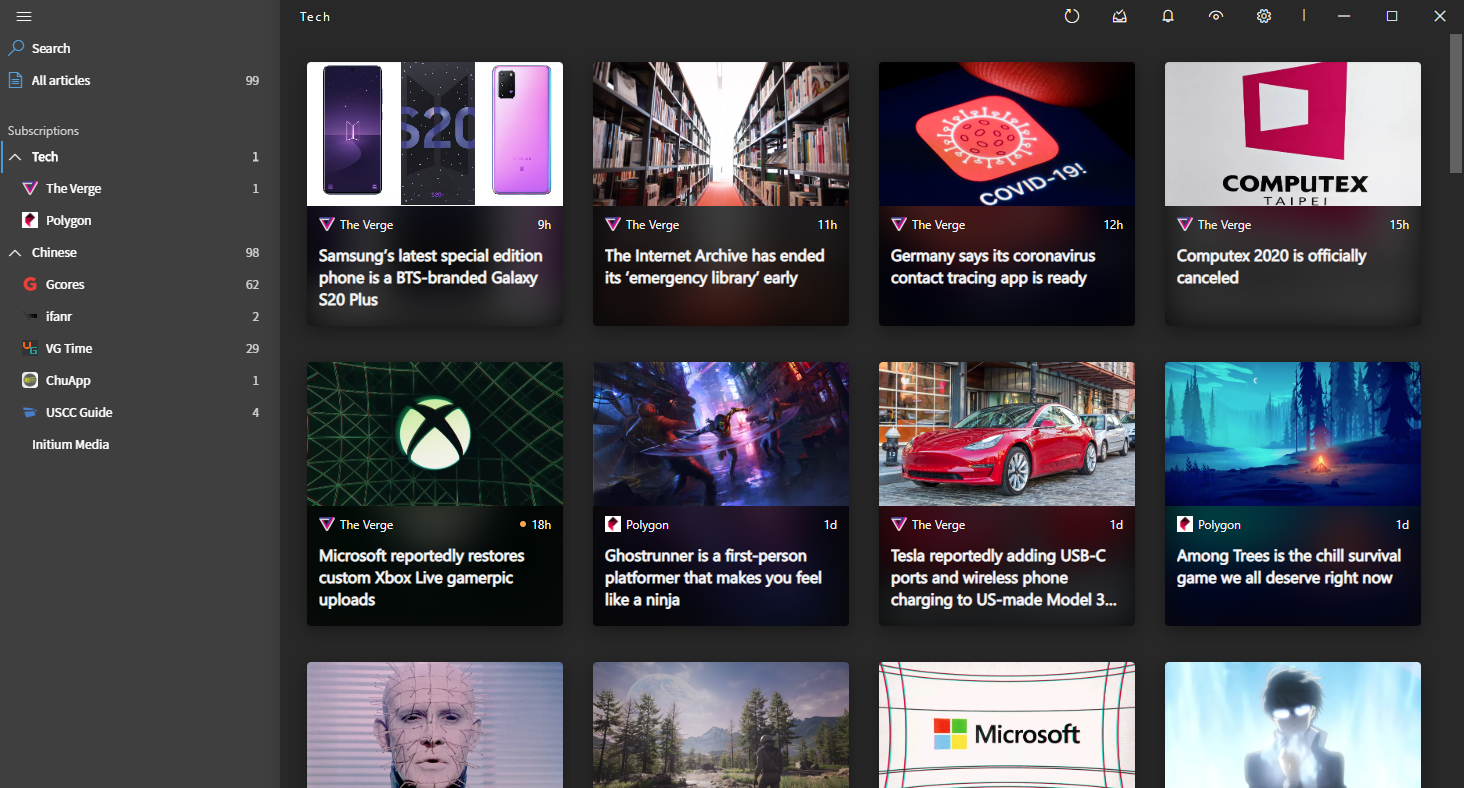 Tech
Search
All articles 99
Subscriptions
Tech 1
The Verge 1
Polygon
Chinese 98
Gcores 62
ifanr 2
VG Time 29
ChuApp 1
USCC Guide 4
Initium Media
S20
S20+
The Verge 9h
Samsung’s latest special edition
phone is a BTS-branded Galaxy
S20 Plus
The Verge 11h
The Internet Archive has ended
its ‘emergency library’ early
COVID-19!
The Verge 12h
Germany says its coronavirus
contact tracing app is ready
COMPUTEX
TAIPEI
The Verge 15h
Computex 2020 is officially
canceled
The Verge 18h
Microsoft reportedly restores
custom Xbox Live gamerpic
uploads
Polygon 1d
Ghostrunner is a first-person
platformer that makes you feel
like a ninja
The Verge 1d
Tesla reportedly adding USB-C
ports and wireless phone
charging to US-made Model 3...
Polygon 1d
Among Trees is the chill survival
game we all deserve right now
Microsoft